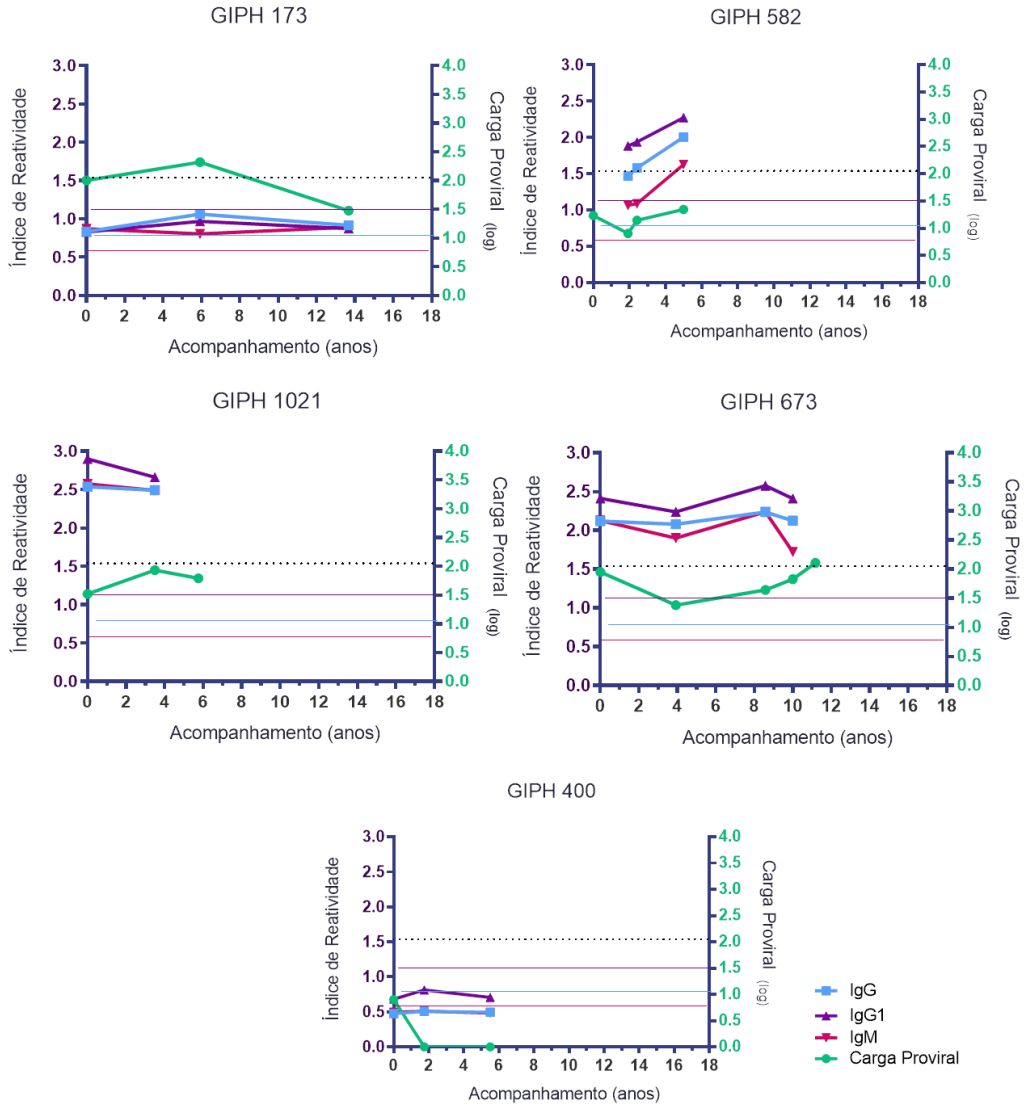 GIPH 173
Índice de Reatividade
3.0
2.5
2.0
1.5
1.0
0.5
0.0
4.0
3.5
3.0
2.5
2.0
1.5
1.0
0.5
0.0
Carga Proviral (log)
0 2 4 6 8 10 12 14 16 18
Acompanhamento (anos)
GIPH 582
Índice de Reatividade
3.0
2.5
2.0
1.5
1.0
0.5
0.0
4.0
3.5
3.0
2.5
2.0
1.5
1.0
0.5
0.0
Carga Proviral (log)
0 2 4 6 8 10 12 14 16 18
Acompanhamento (anos)
GIPH 1021
Índice de Reatividade
3.0
2.5
2.0
1.5
1.0
0.5
0.0
4.0
3.5
3.0
2.5
2.0
1.5
1.0
0.5
0.0
Carga Proviral (log)
0 2 4 6 8 10 12 14 16 18
Acompanhamento (anos)
GIPH 673
Índice de Reatividade
3.0
2.5
2.0
1.5
1.0
0.5
0.0
4.0
3.5
3.0
2.5
2.0
1.5
1.0
0.5
0.0
Carga Proviral (log)
0 2 4 6 8 10 12 14 16 18
Acompanhamento (anos)
GIPH 400
Índice de Reatividade
3.0
2.5
2.0
1.5
1.0
0.5
0.0
4.0
3.5
3.0
2.5
2.0
1.5
1.0
0.5
0.0
Carga Proviral (log)
0 2 4 6 8 10 12 14 16 18
Acompanhamento (anos)
IgG
IgG1
IgM
Carga Proviral